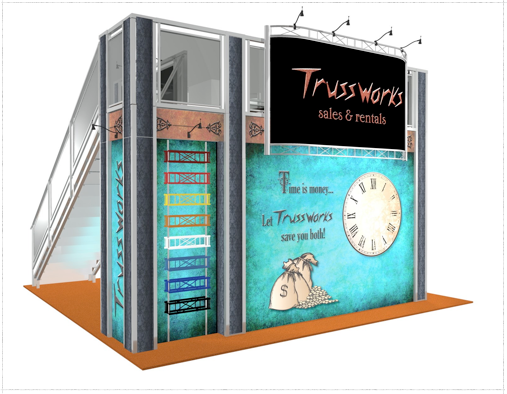 Trussworks
sales & rentals
Time is money...
Let Trussworks
save you both!
Trussworks
$